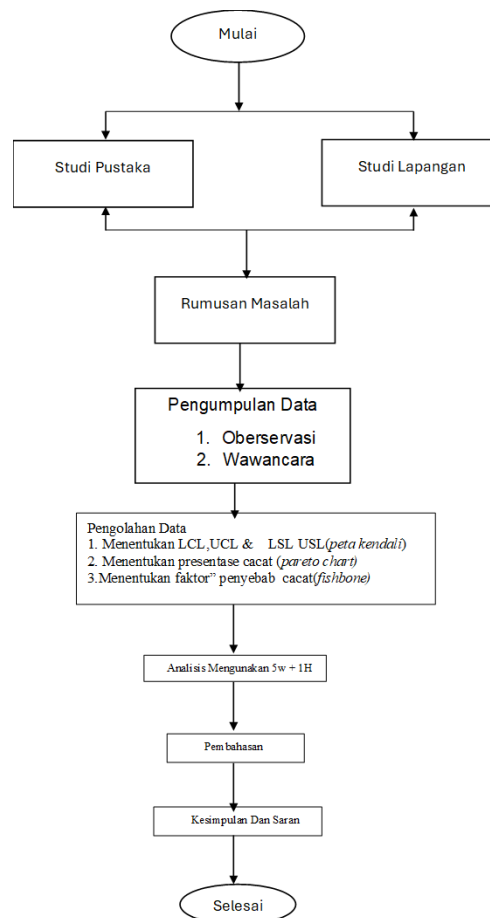 Mulai
Studi Pustaka
Studi Lapangan
Rumusan Masalah
Pengumpulan Data
1. Oberservasi
2. Wawancara
Pengolahan Data
1. Menentukan LCL,UCL & LSL USL(peta kendali)
2. Menentukan presentase cacat (pareto chart)
3.Menentukan faktor” penyebab cacat(fishbone)
Analisis Mengunakan 5w + 1H
Pembahasan
Kesimpulan Dan Saran
Selesai